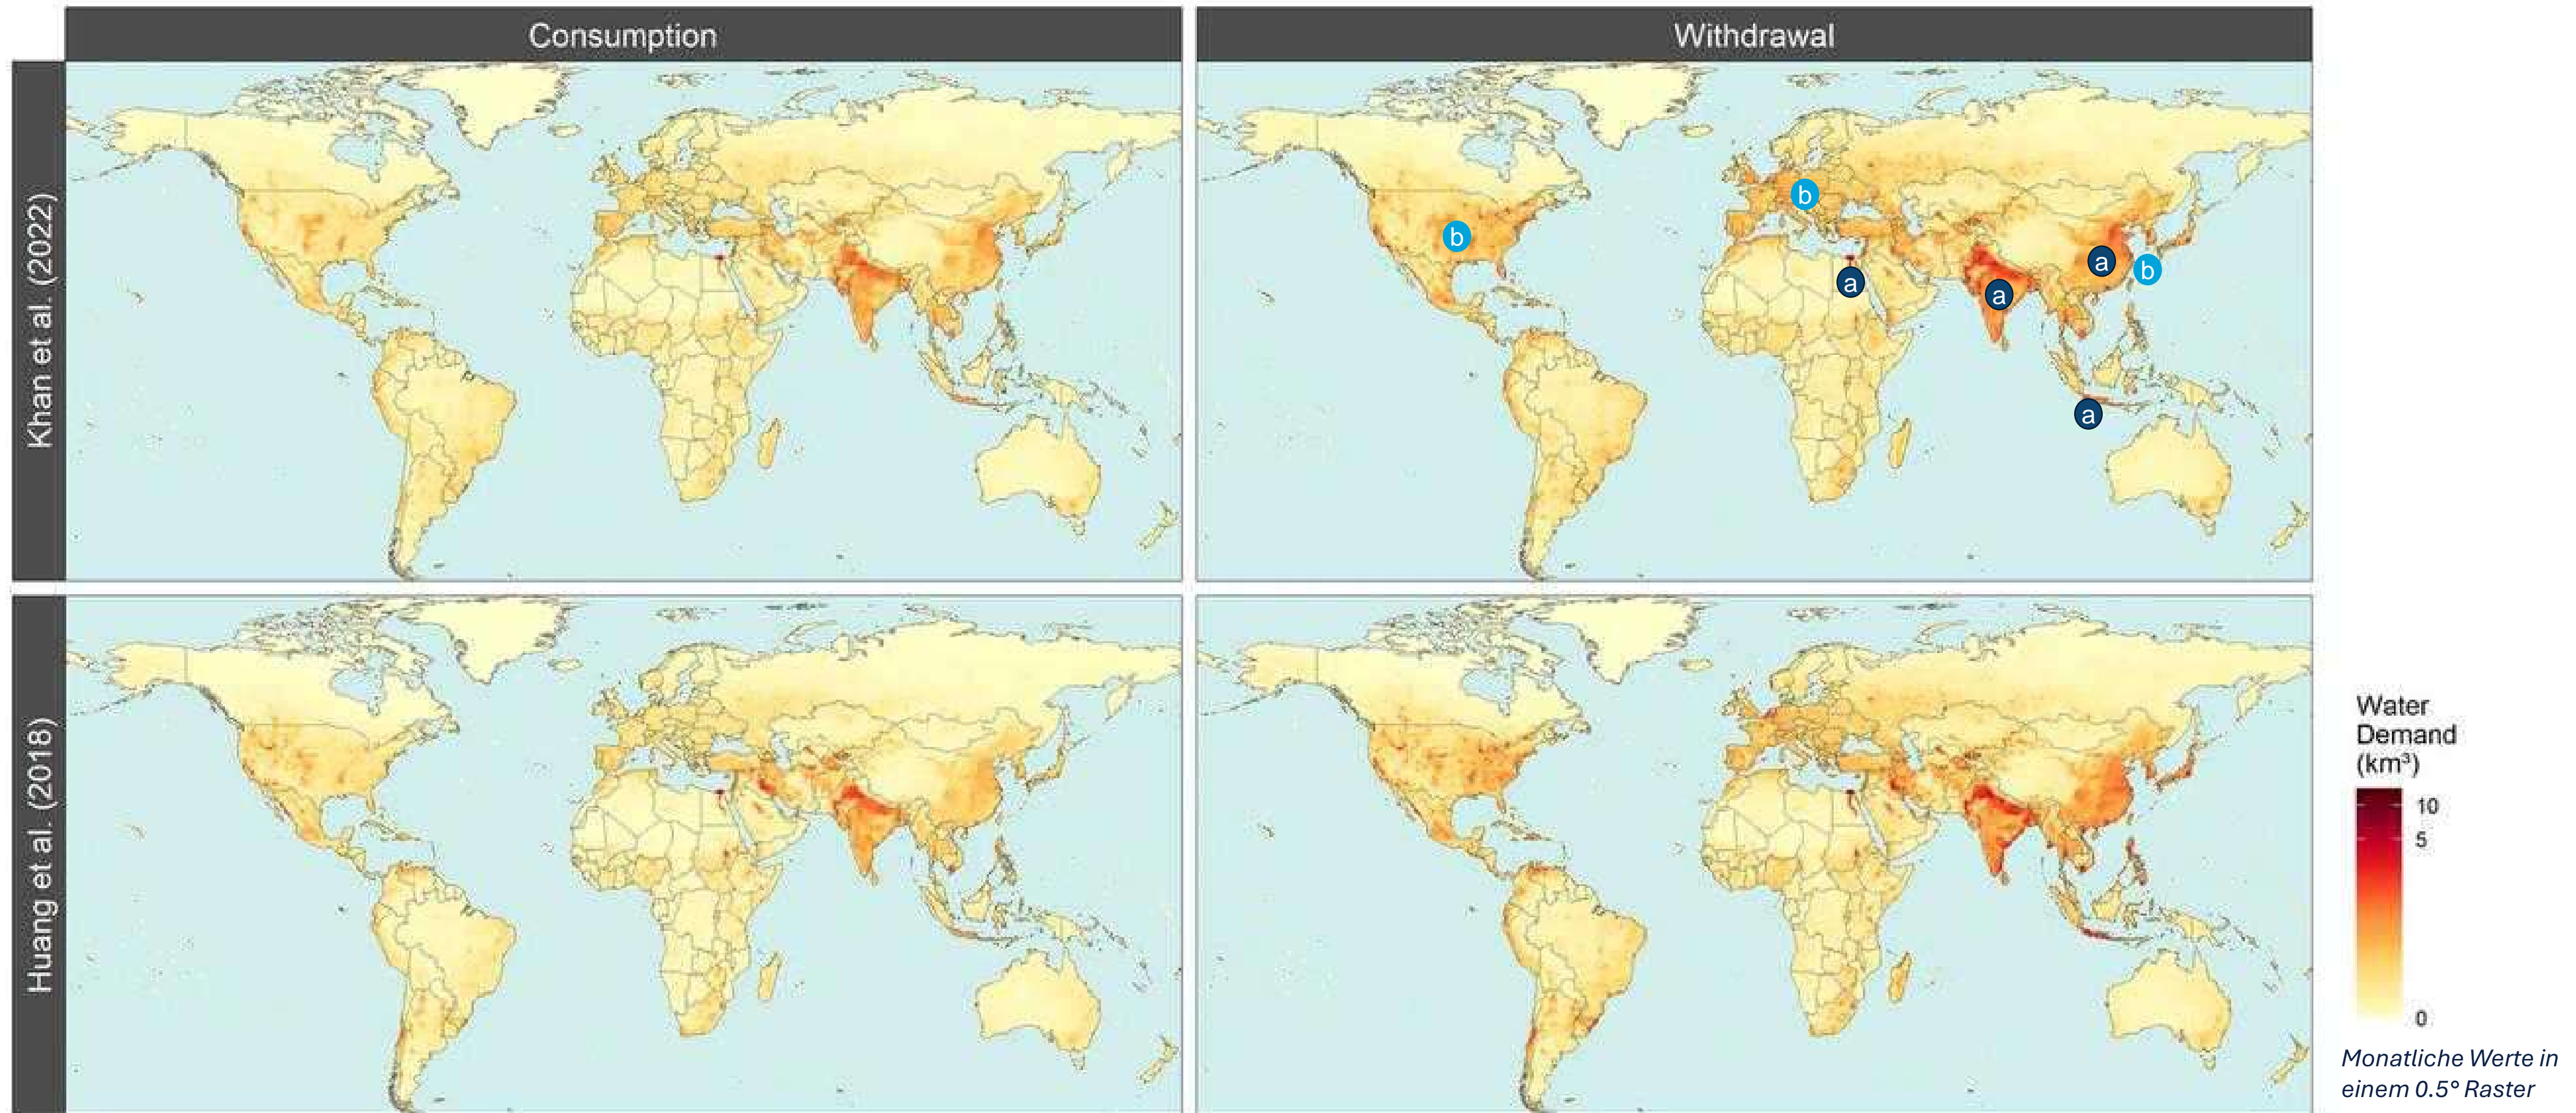 Consumption
Withdrawal
Khan et al. (2022)
b
b
a
b
a
a
a
Huang et al. (2018)
Water
Demand
(km³)
10
5
0
Monatliche Werte in
einem 0.5° Raster